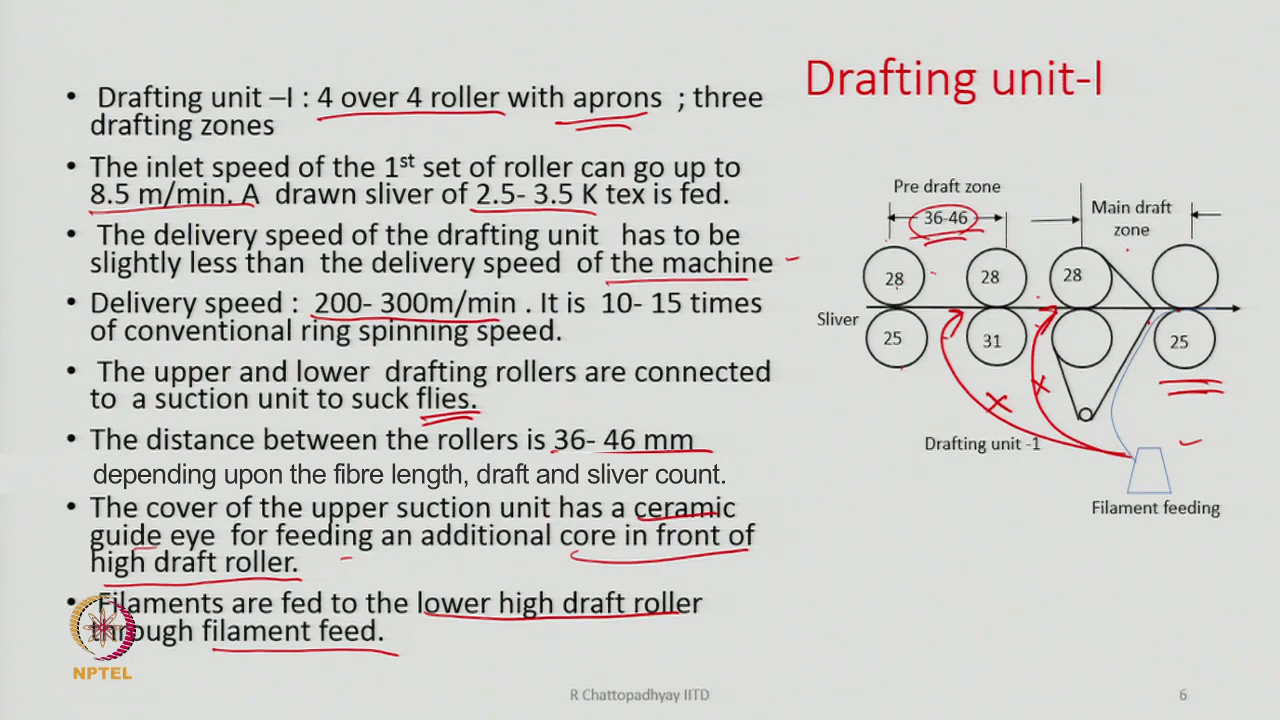 Drafting unit-I
• Drafting unit –I : 4 over 4 roller with aprons ; three
drafting zones
• The inlet speed of the 1st set of roller can go up to
8.5 m/min. A drawn sliver of 2.5- 3.5 K tex is fed.
• The delivery speed of the drafting unit has to be
slightly less than the delivery speed of the machine
• Delivery speed : 200- 300m/min . It is 10- 15 times
of conventional ring spinning speed.
• The upper and lower drafting rollers are connected
to a suction unit to suck flies.
• The distance between the rollers is 36- 46 mm
depending upon the fibre length, draft and sliver count.
• The cover of the upper suction unit has a ceramic
guide eye for feeding an additional core in front of
high draft roller.
• Filaments are fed to the lower high draft roller
through filament feed.
Pre draft zone
36-46
Main draft
zone
28
28
28
Sliver
25
31
25
Drafting unit -1
Filament feeding
NPTEL
R Chattopadhyay IITD
6